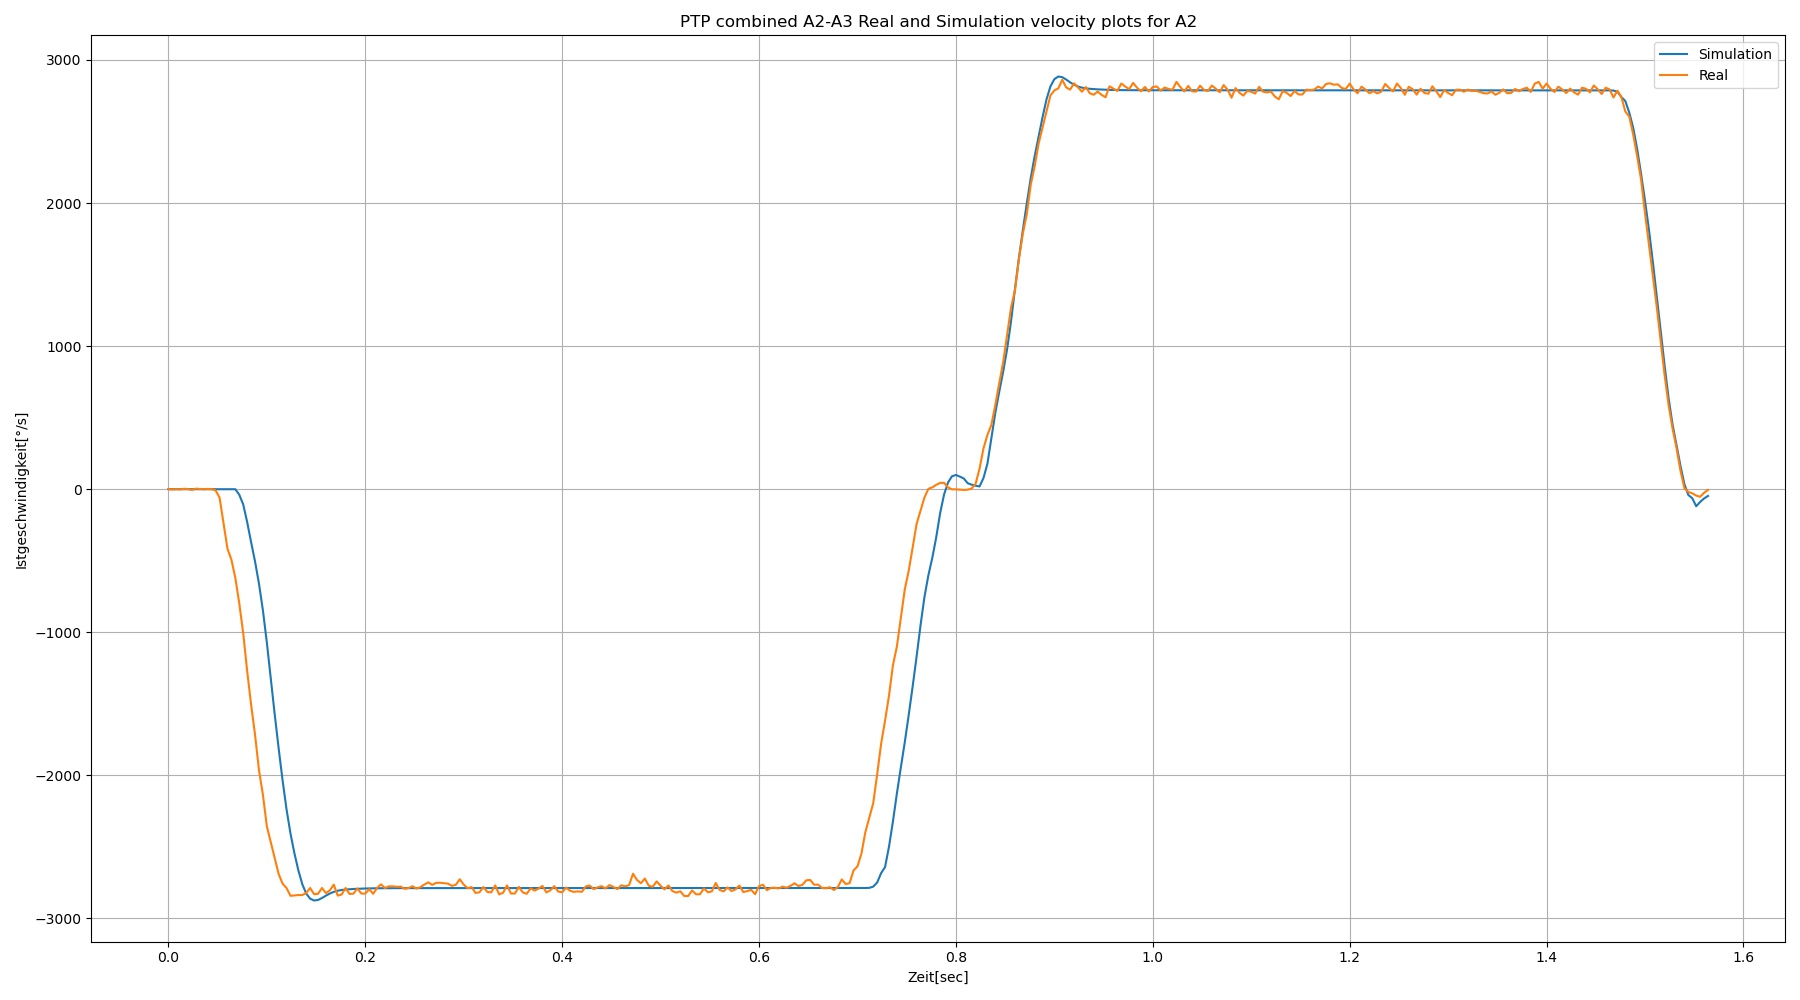 PTP combined A2-A3 Real and Simulation velocity plots for A2
Simulation
Real
3000
2000
1000
0
−1000
−2000
−3000
Istgeschwindigkeit[°/s]
0.0 0.2 0.4 0.6 0.8 1.0 1.2 1.4 1.6
Zeit[sec]